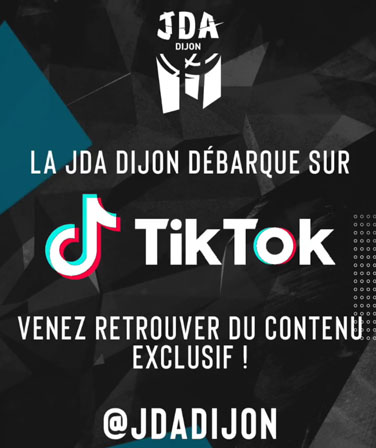 JDA
DIJON
LA JDA DIJON DÉBARQUE SUR
TikTok
VENEZ RETROUVER DU CONTENU
EXCLUSIF !
@JDADIJON